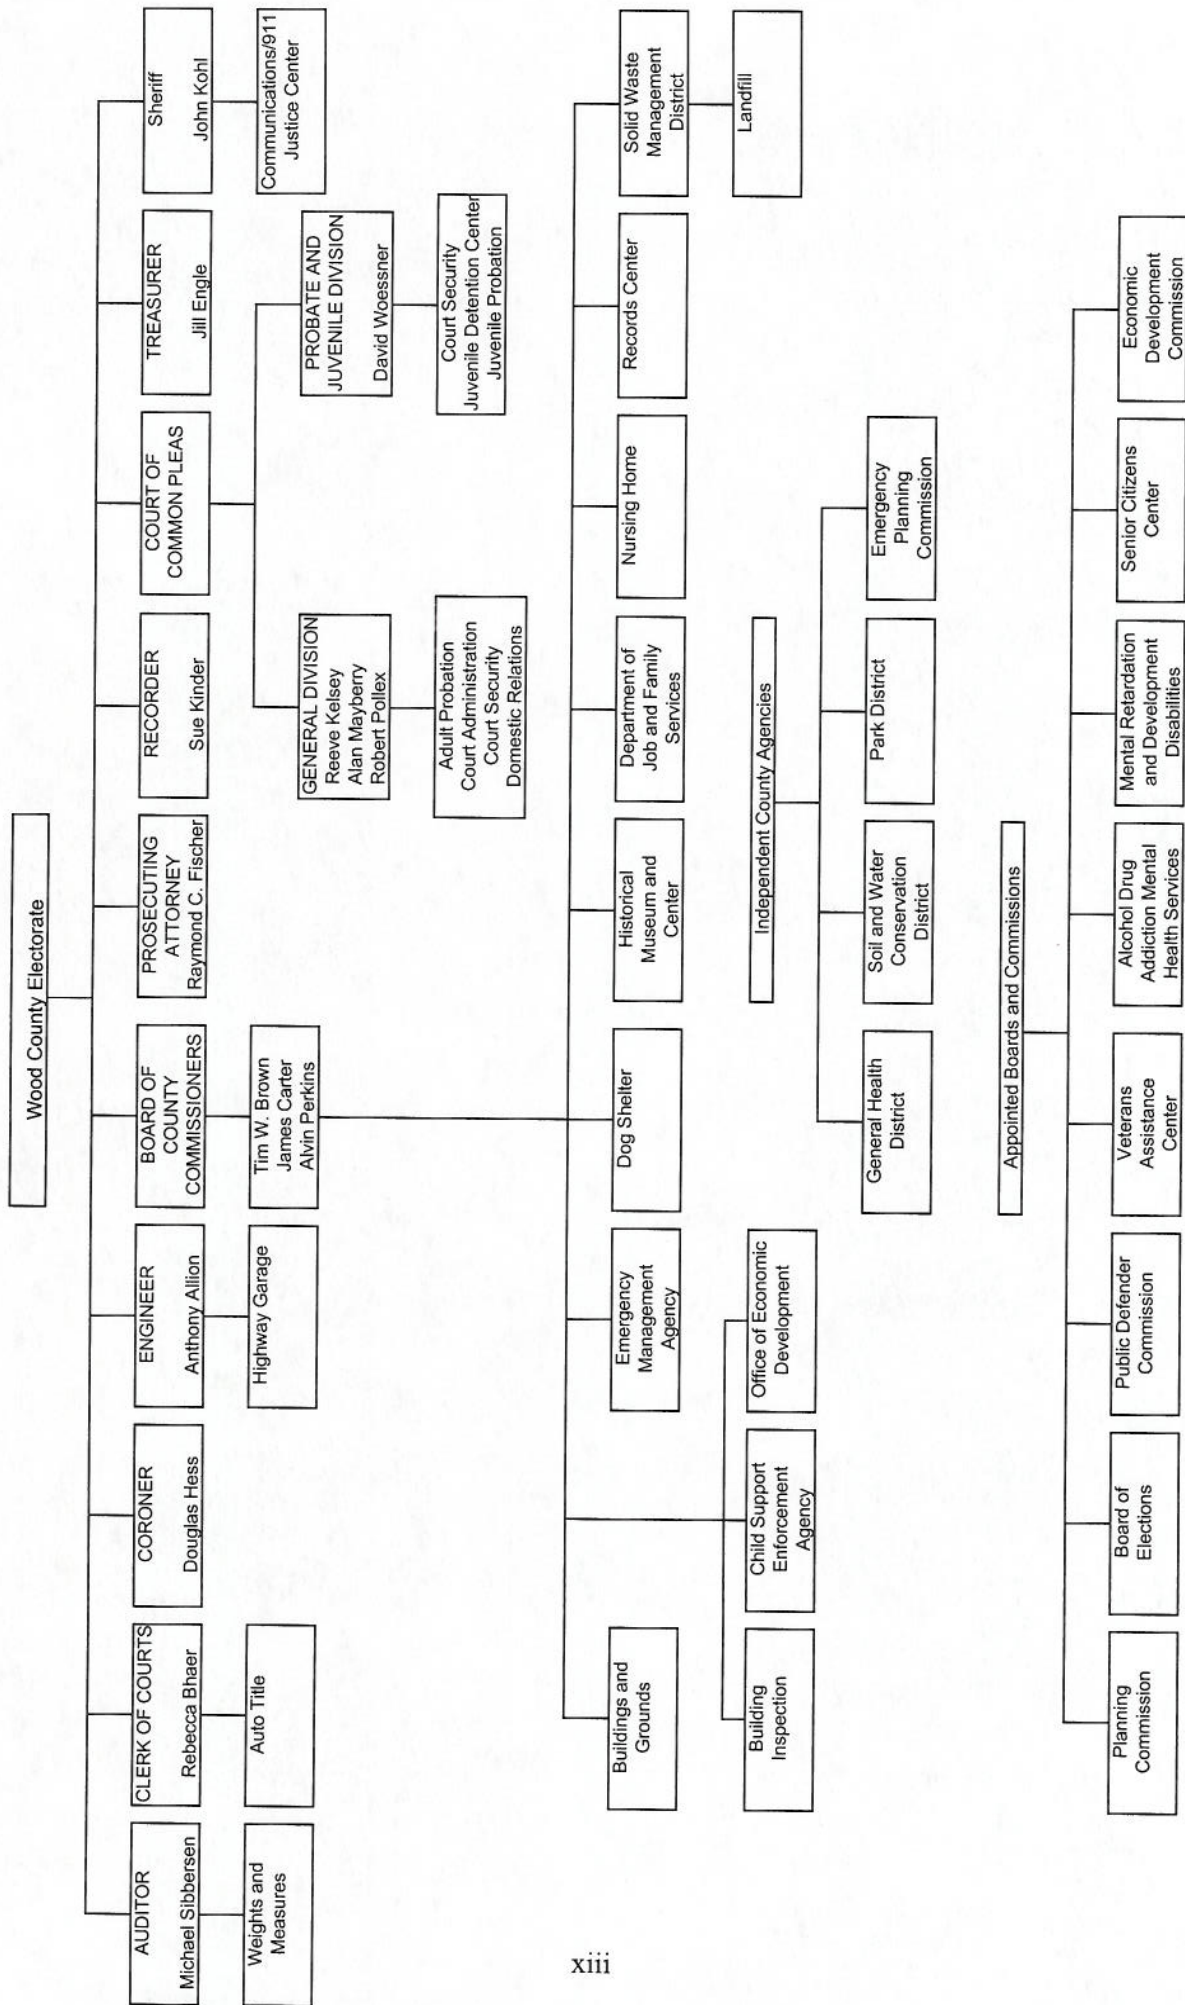 Wood County Electorate
AUDITOR
Michael Sibbersen
CLERK OF COURTS
Rebecca Bhaer
CORONER
Douglas Hess
ENGINEER
Anthony Allion
BOARD OF
COUNTY
COMMISSIONERS
PROSECUTING
ATTORNEY
Raymond C. Fischer
RECORDER
Sue Kinder
COURT OF
COMMON PLEAS
TREASURER
Jill Engle
Sheriff
John Kohl
Weights and
Measures
Auto Title
Highway Garage
Tim W. Brown
James Carter
Alvin Perkins
Communications/911
Justice Center
GENERAL DIVISION
Reeve Kelsey
Alan Mayberry
Robert Pollex
PROBATE AND
JUVENILE DIVISION
David Woessner
Adult Probation
Court Administration
Court Security
Domestic Relations
Court Security
Juvenile Detention Center
Juvenile Probation
Buildings and
Grounds
Emergency
Management
Agency
Dog Shelter
Historical
Museum and
Center
Department of
Job and Family
Services
Nursing Home
Records Center
Solid Waste
Management
District
Building
Inspection
Child Support
Enforcement
Agency
Office of Economic
Development
Landfill
Independent County Agencies
General Health
District
Soil and Water
Conservation
District
Park District
Emergency
Planning
Commission
Appointed Boards and Commissions
Planning
Commission
Board of
Elections
Public Defender
Commission
Veterans
Assistance
Center
Alcohol Drug
Addiction Mental
Health Services
Mental Retardation
and Development
Disabilities
Senior Citizens
Center
Economic
Development
Commission
xiii